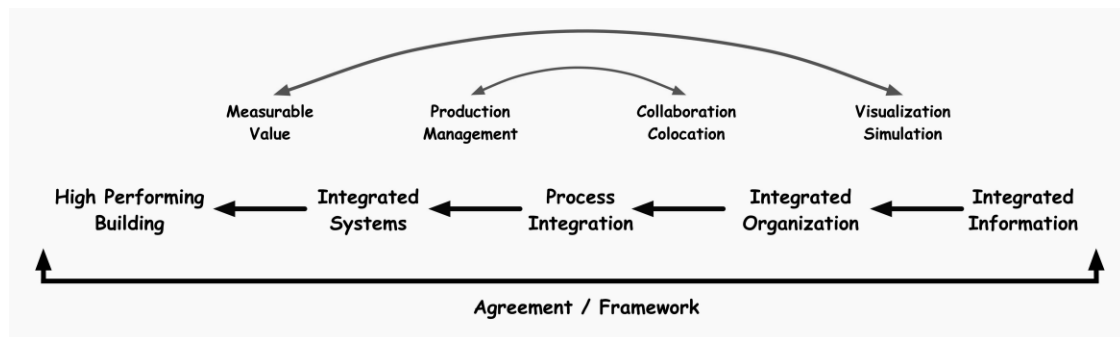 Measurable
Value
Production
Management
Collaboration
Colocation
Visualization
Simulation
High Performing
Building
Integrated
Systems
Process
Integration
Integrated
Organization
Integrated
Information
Agreement / Framework